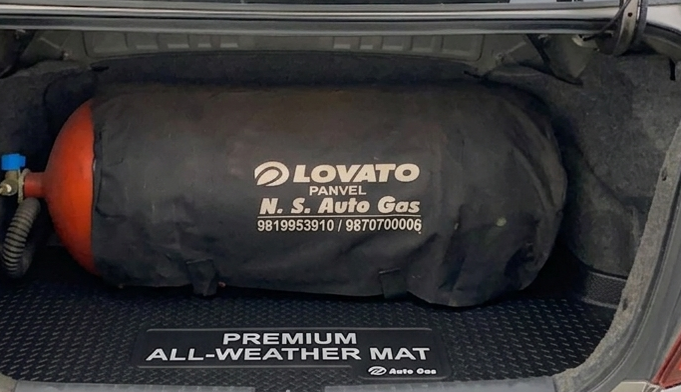 LOVATO
PANVEL
N. S. Auto Gas
9819953910 / 9870700006
PREMIUM
ALL-WEATHER MAT
Auto Gas